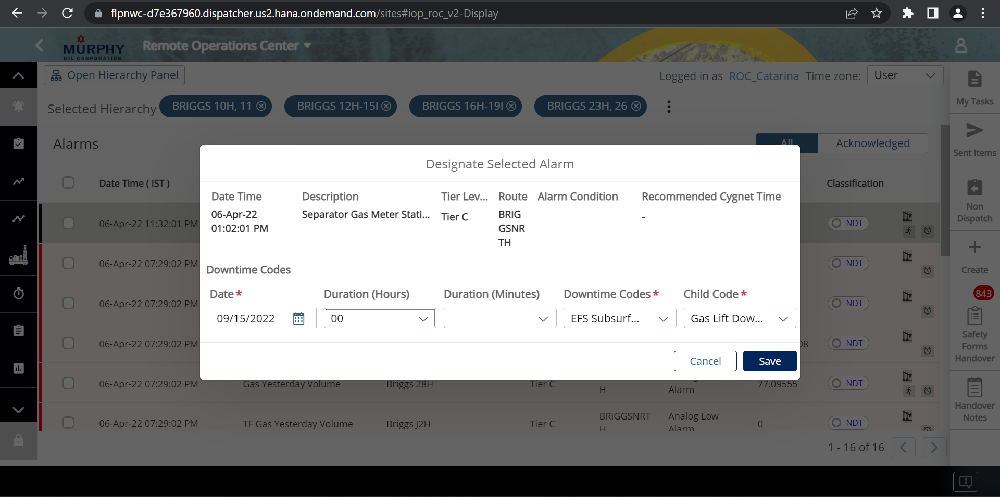 flpnwc-d7e367960.dispatcher.us2.hana.ondemand.com/sites#iop_roc_v2-Display
MURPHY
OIL CORPORATION
Remote Operations Center
Open Hierarchy Panel
Logged in as ROC_Catarina Time zone: User
Selected Hierarchy
BRIGGS 10H, 11
BRIGGS 12H-15H
BRIGGS 16H-19H
BRIGGS 23H, 26
Alarms
All
Acknowledged
Date Time ( IST )
Classification
06-Apr-22 11:32:01 PM
NDT
06-Apr-22 07:29:02 PM
NDT
06-Apr-22 07:29:02 PM
NDT
06-Apr-22 07:29:02 PM
08
NDT
06-Apr-22 07:29:02 PM
Gas Yesterday Volume
Briggs 28H
Tier C
H
Alarm
77.09555
NDT
06-Apr-22 07:29:02 PM
TF Gas Yesterday Volume
Briggs J2H
Tier C
BRIGGSNRT
H
Analog Low
Alarm
0
NDT
1 - 16 of 16
Designate Selected Alarm
Date Time
Description
Tier Lev...
Route
Alarm Condition
Recommended Cygnet Time
06-Apr-22
01:02:01 PM
Separator Gas Meter Stati...
Tier C
BRIG
GSNR
TH
-
Downtime Codes
Date*
Duration (Hours)
Duration (Minutes)
Downtime Codes*
Child Code*
09/15/2022
00
EFS Subsurf...
Gas Lift Dow...
Cancel
Save
My Tasks
Sent Items
Non
Dispatch
Create
843
Safety
Forms
Handover
Handover
Notes